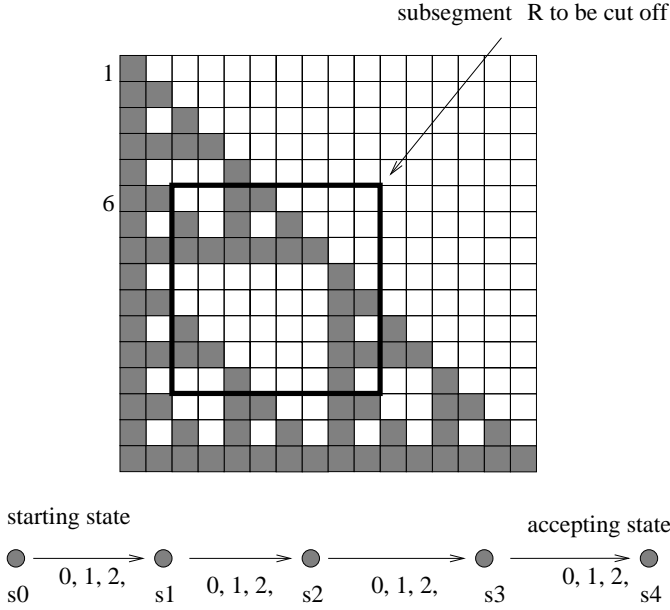 subsegment R to be cut off
1
6
starting state
accepting state
0, 1, 2,
0, 1, 2,
0, 1, 2,
0, 1, 2,
s0 s1 s2 s3 s4